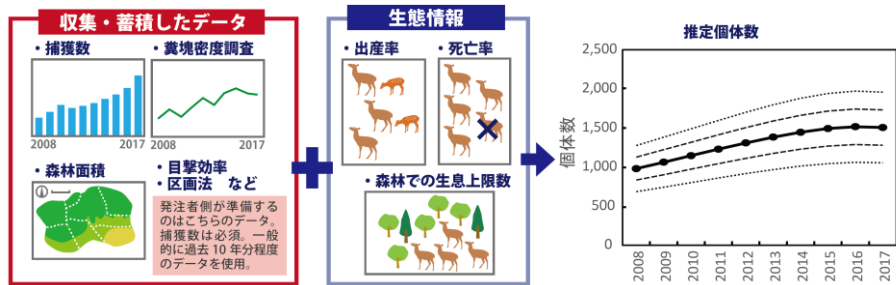 収集・蓄積したデータ
・捕獲数
2008
2017
・糞塊密度調査
2008
2017
・森林面積
・目撃効率
・区画法 など
発注者側が準備する
のはこちらのデータ。
捕獲数は必須。一般
的に過去 10 年分程度
のデータを使用。
生態情報
・出産率
・死亡率
・森林での生息上限数
推定個体数
個体数
2,500
2,000
1,500
1,000
500
0
2008
2009
2010
2011
2012
2013
2014
2015
2016
2017